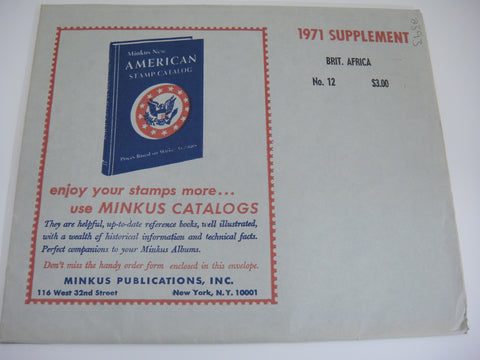 1971 SUPPLEMENT
BRIT. AFRICA
No. 12 $3.00
Minkus New
AMERICAN
STAMP CATALOG
enjoy your stamps more...
use MINKUS CATALOGS
They are helpful, up-to-date reference books, well illustrated,
with a wealth of historical information and technical facts.
Perfect companions to your Minkus Albums.
Don't miss the handy order form enclosed in this envelope.
MINKUS PUBLICATIONS, INC.
116 West 32nd Street New York, N.Y. 10001